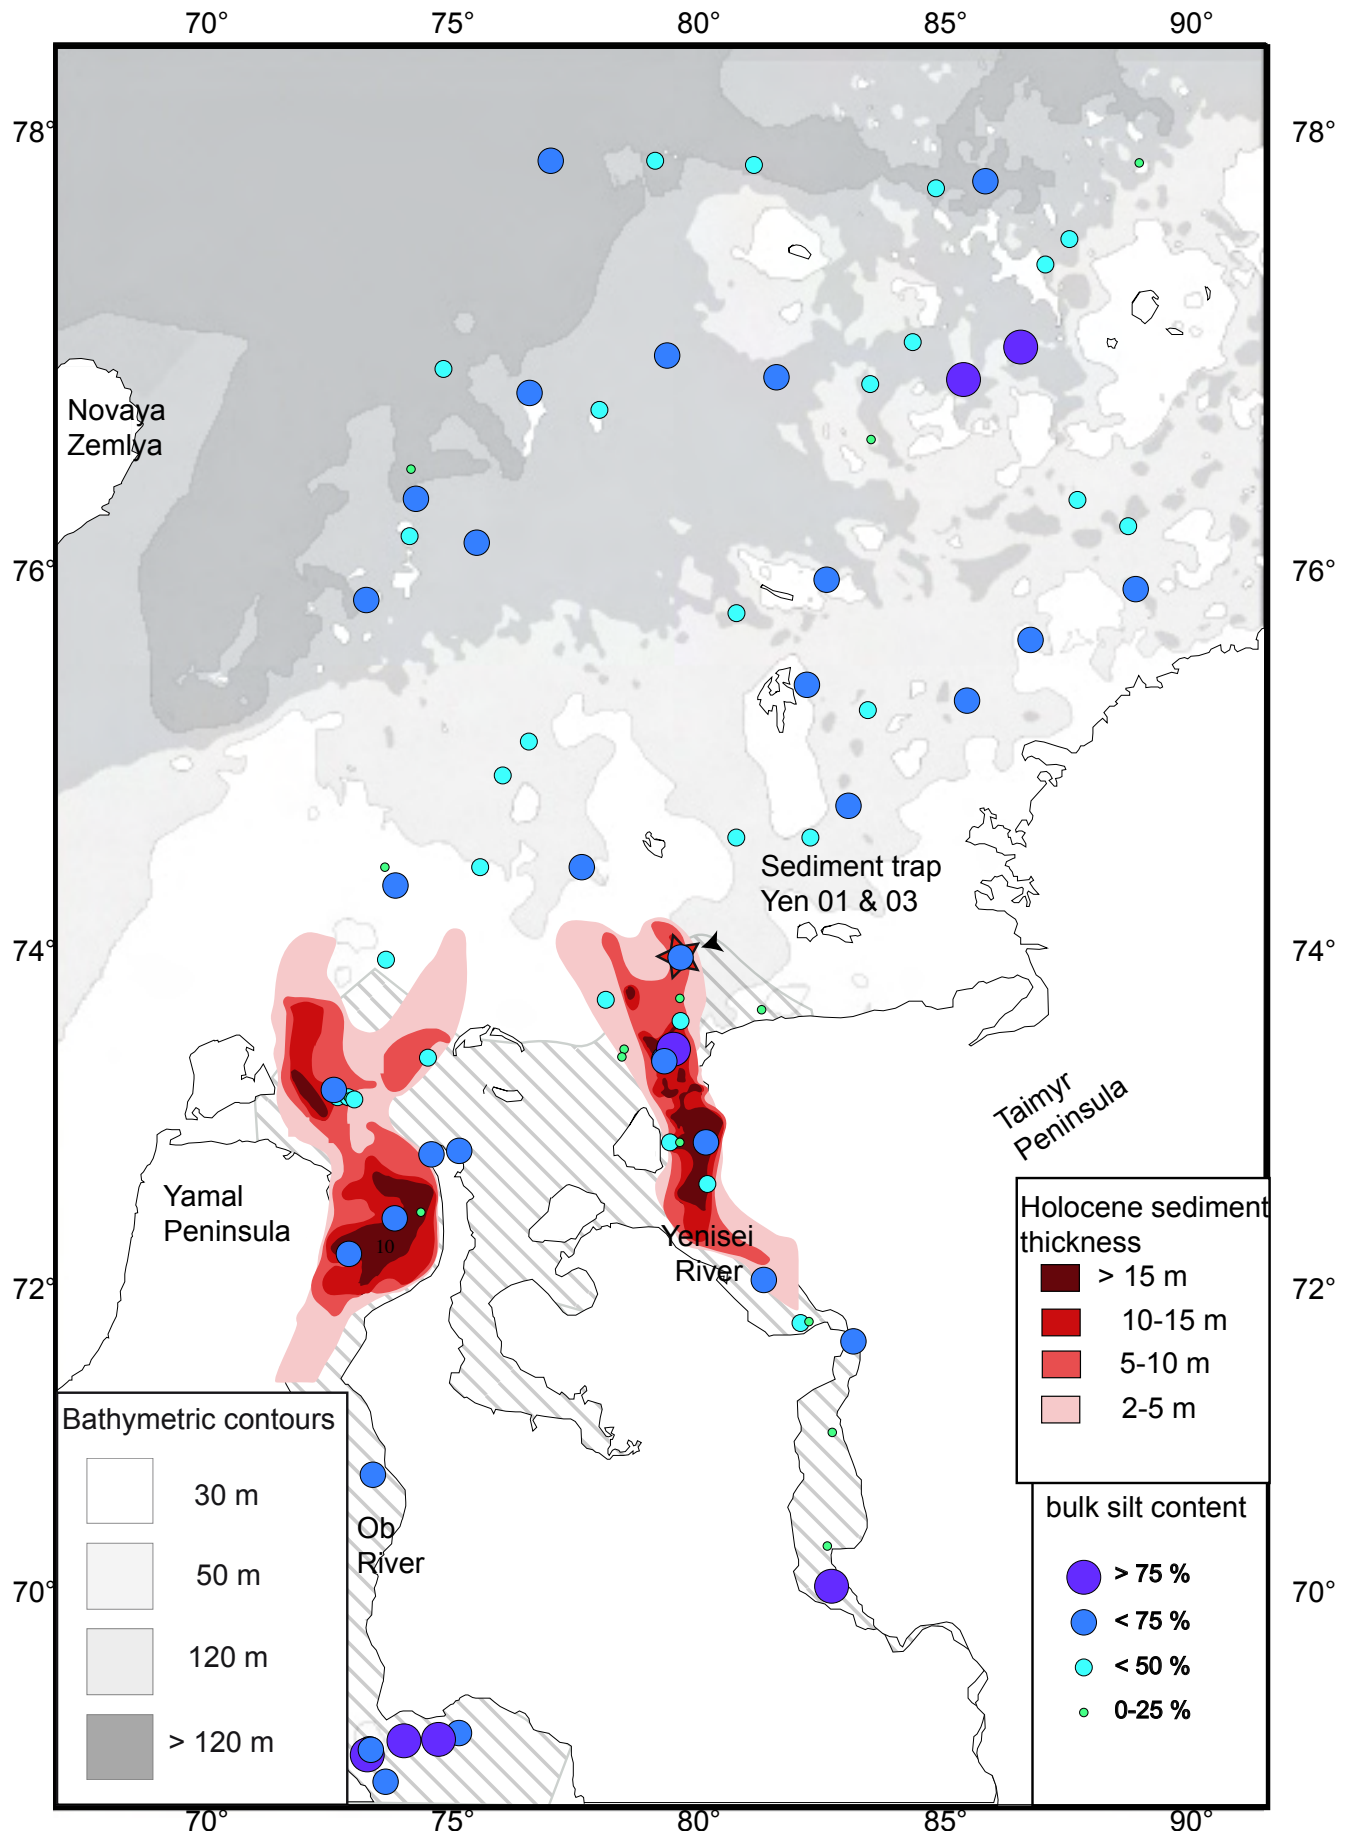 70° 75° 80° 85° 90°
78° 78°
Novaya
Zemlya
76° 76°
Sediment trap
Yen 01 & 03
74° 74°
Taimyr
Peninsula
Yamal
Peninsula
10
Yenisei
River
72° 72°
Holocene sediment
thickness
> 15 m
10-15 m
5-10 m
2-5 m
Bathymetric contours
30 m
50 m
120 m
> 120 m
Ob
River
70° 70°
bulk silt content
> 75 %
< 75 %
< 50 %
0-25 %
70° 75° 80° 85° 90°